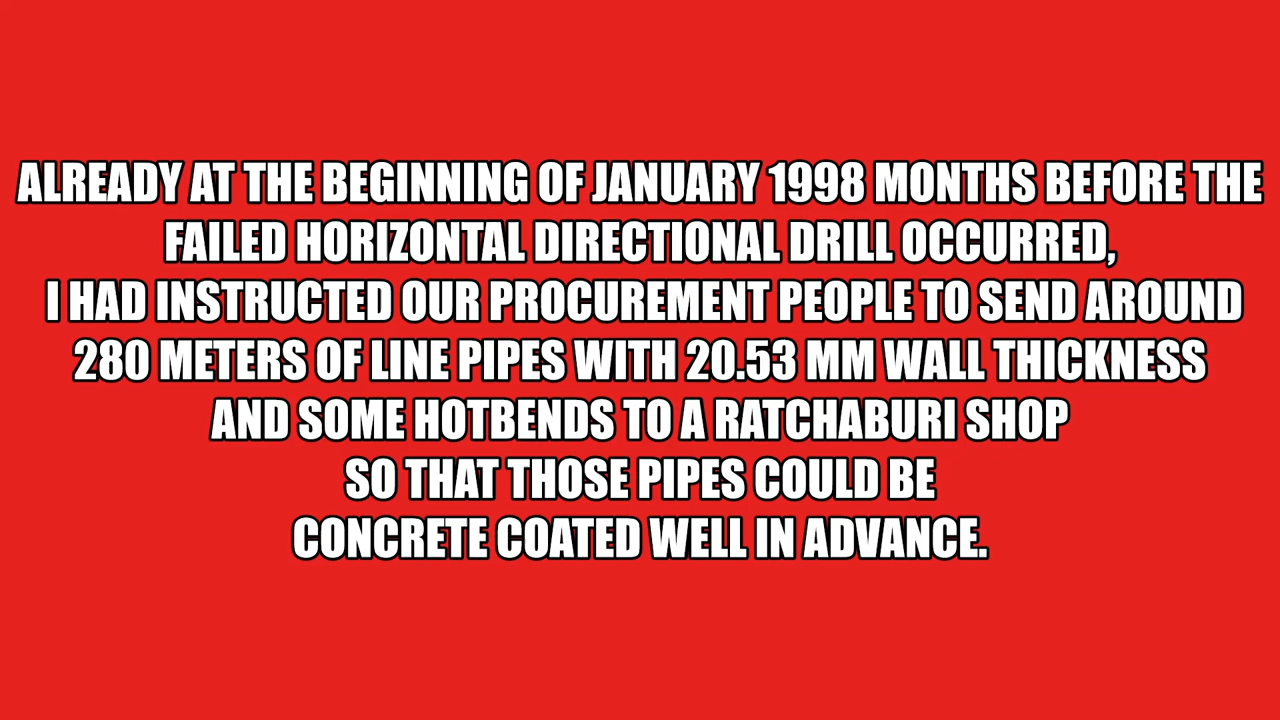 ALREADY AT THE BEGINNING OF JANUARY 1998 MONTHS BEFORE THE
FAILED HORIZONTAL DIRECTIONAL DRILL OCCURRED,
I HAD INSTRUCTED OUR PROCUREMENT PEOPLE TO SEND AROUND
280 METERS OF LINE PIPES WITH 20.53 MM WALL THICKNESS
AND SOME HOTBENDS TO A RATCHABURI SHOP
SO THAT THOSE PIPES COULD BE
CONCRETE COATED WELL IN ADVANCE.